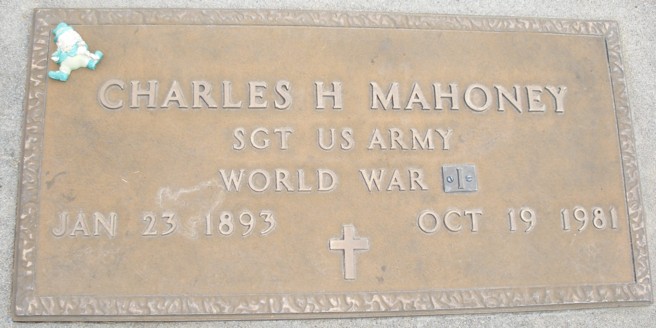 CHARLES H MAHONEY
SGT US ARMY
WORLD WAR I
JAN 23 1893 OCT 19 1981